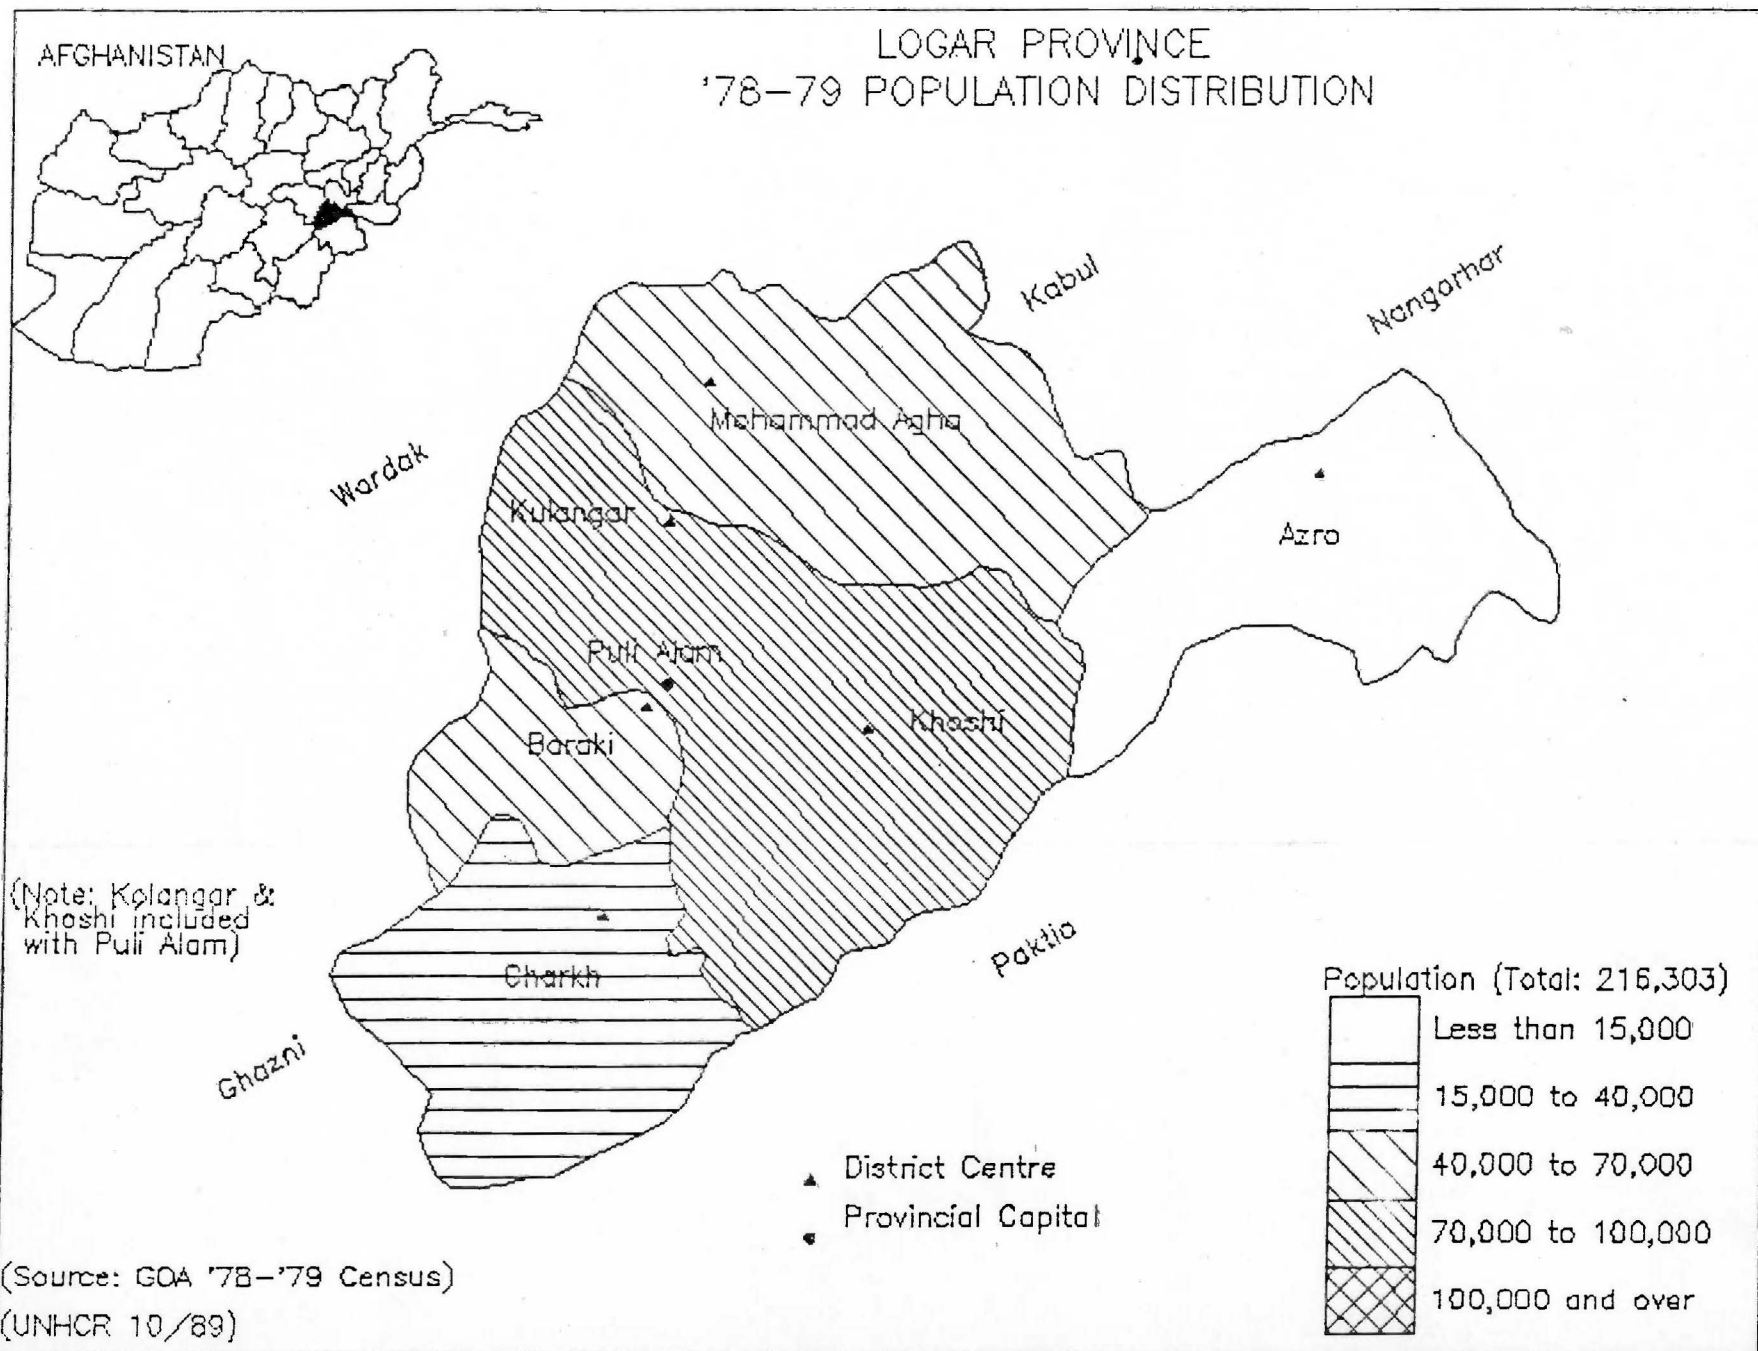 AFGHANISTAN
LOGAR PROVINCE
'78-79 POPULATION DISTRIBUTION
Kabul
Nangarhar
Mohammad Agha
Wardak
Kulangar
Azro
Puli Alam
Khoshi
Baraki
(Note: Kolangar &
Khoshi included
with Puli Alam)
Paktia
Charkh
Ghazni
Population (Total: 216,303)
Less than 15,000
15,000 to 40,000
40,000 to 70,000
70,000 to 100,000
100,000 and over
District Centre
Provincial Capital
(Source: GOA '78-'79 Census)
(UNHCR 10/89)